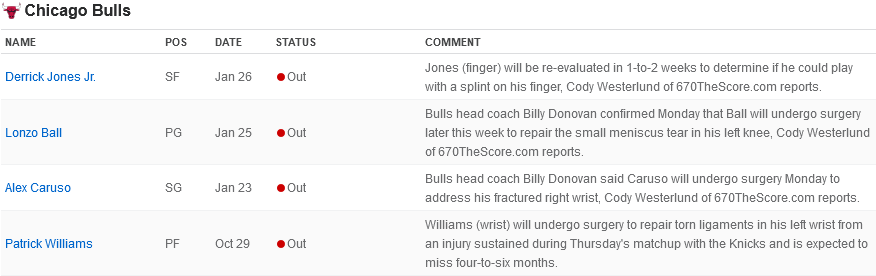 Chicago Bulls
NAME POS DATE STATUS COMMENT
Derrick Jones Jr. SF Jan 26 Out Jones (finger) will be re-evaluated in 1-to-2 weeks to determine if he could play
with a splint on his finger, Cody Westerlund of 670TheScore.com reports.
Bulls head coach Billy Donovan confirmed Monday that Ball will undergo surgery
Lonzo Ball PG Jan 25 Out later this week to repair the small meniscus tear in his left knee, Cody Westerlund
of 670TheScore.com reports.
Alex Caruso SG Jan 23 Out Bulls head coach Billy Donovan said Caruso will undergo surgery Monday to
address his fractured right wrist, Cody Westerlund of 670TheScore.com reports.
Williams (wrist) will undergo surgery to repair torn ligaments in his left wrist from
Patrick Williams PF Oct 29 Out an injury sustained during Thursday's matchup with the Knicks and is expected to
miss four-to-six months.